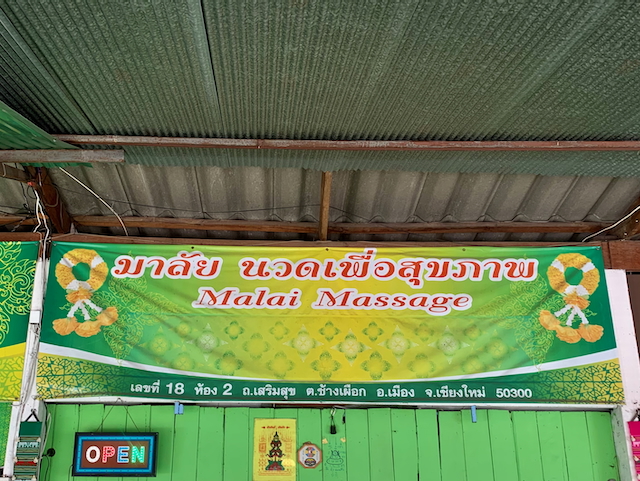 มาลัย นวดเพื่อสุขภาพ
Malai Massage
เลขที่ 18 ห้อง 2 ถ.เสริมสุข ต.ช้างเผือก อ.เมือง จ.เชียงใหม่ 50300
OPEN